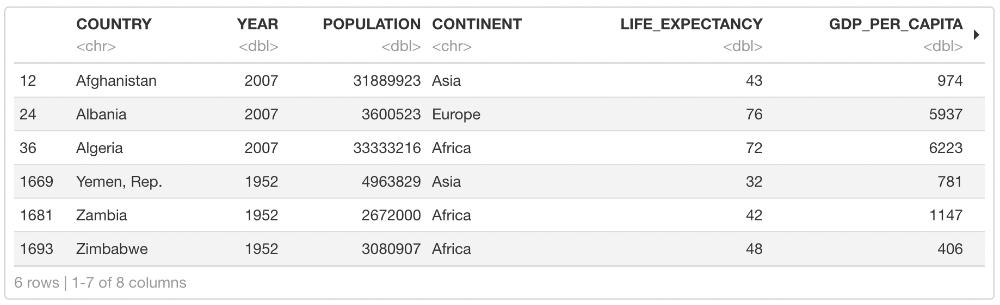 COUNTRY YEAR POPULATION CONTINENT LIFE_EXPECTANCY GDP_PER_CAPITA
<chr> <dbl> <dbl> <chr> <dbl> <dbl>
12 Afghanistan 2007 31889923 Asia 43 974
24 Albania 2007 3600523 Europe 76 5937
36 Algeria 2007 33333216 Africa 72 6223
1669 Yemen, Rep. 1952 4963829 Asia 32 781
1681 Zambia 1952 2672000 Africa 42 1147
1693 Zimbabwe 1952 3080907 Africa 48 406
6 rows | 1-7 of 8 columns